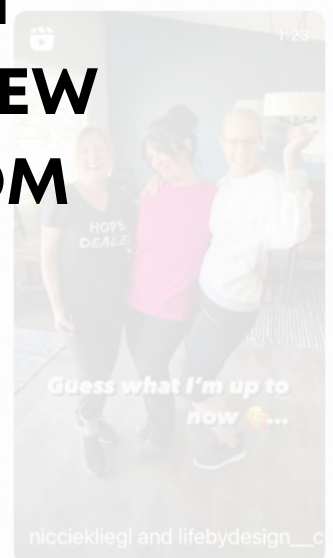 1:23
EW
OM
HOPE
DEALER
Guess what I'm up to
now 🥰...
nicciekliegl and lifebydesign__c